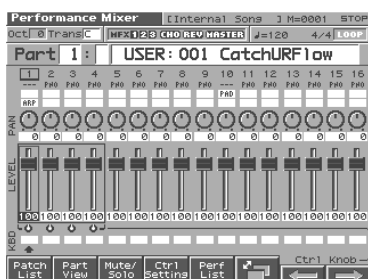 Performance Mixer [Internal Song ] M=0001 STOP
Oct 0 Trans C MFX 1 2 3 CHO REV MASTER ♩=120 4/4 LOOP
Part 1: USER:001 CatchURFlow
1 2 3 4 5 6 7 8 9 10 11 12 13 14 15 16
--- PNO PNO PNO PNO PNO PNO PNO PNO --- PNO PNO PNO PNO PNO PNO
ARP PAD
PAN
0 0 0 0 0 0 0 0 0 0 0 0 0 0 0 0
LEVEL
100 100 100 100 100 100 100 100 100 100 100 100 100 100 100 100
KBD
Patch List Part View Mute/Solo Ctrl Setting Perf List Ctrl Knob